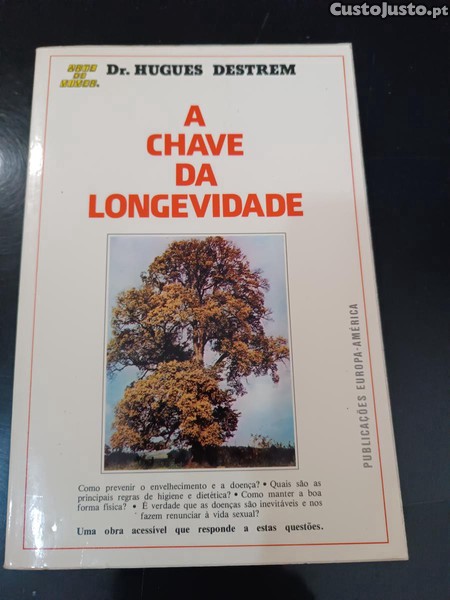 CustoJusto.pt
Dr. HUGUES DESTREM
A
CHAVE
DA
LONGEVIDADE
PUBLICAÇÕES EUROPA-AMÉRICA
Como prevenir o envelhecimento e a doença? • Quais são as
principais regras de higiene e dietética? • Como manter a boa
forma física? • É verdade que as doenças são inevitáveis e nos
fazem renunciar à vida sexual?
Uma obra acessível que responde a estas questões.